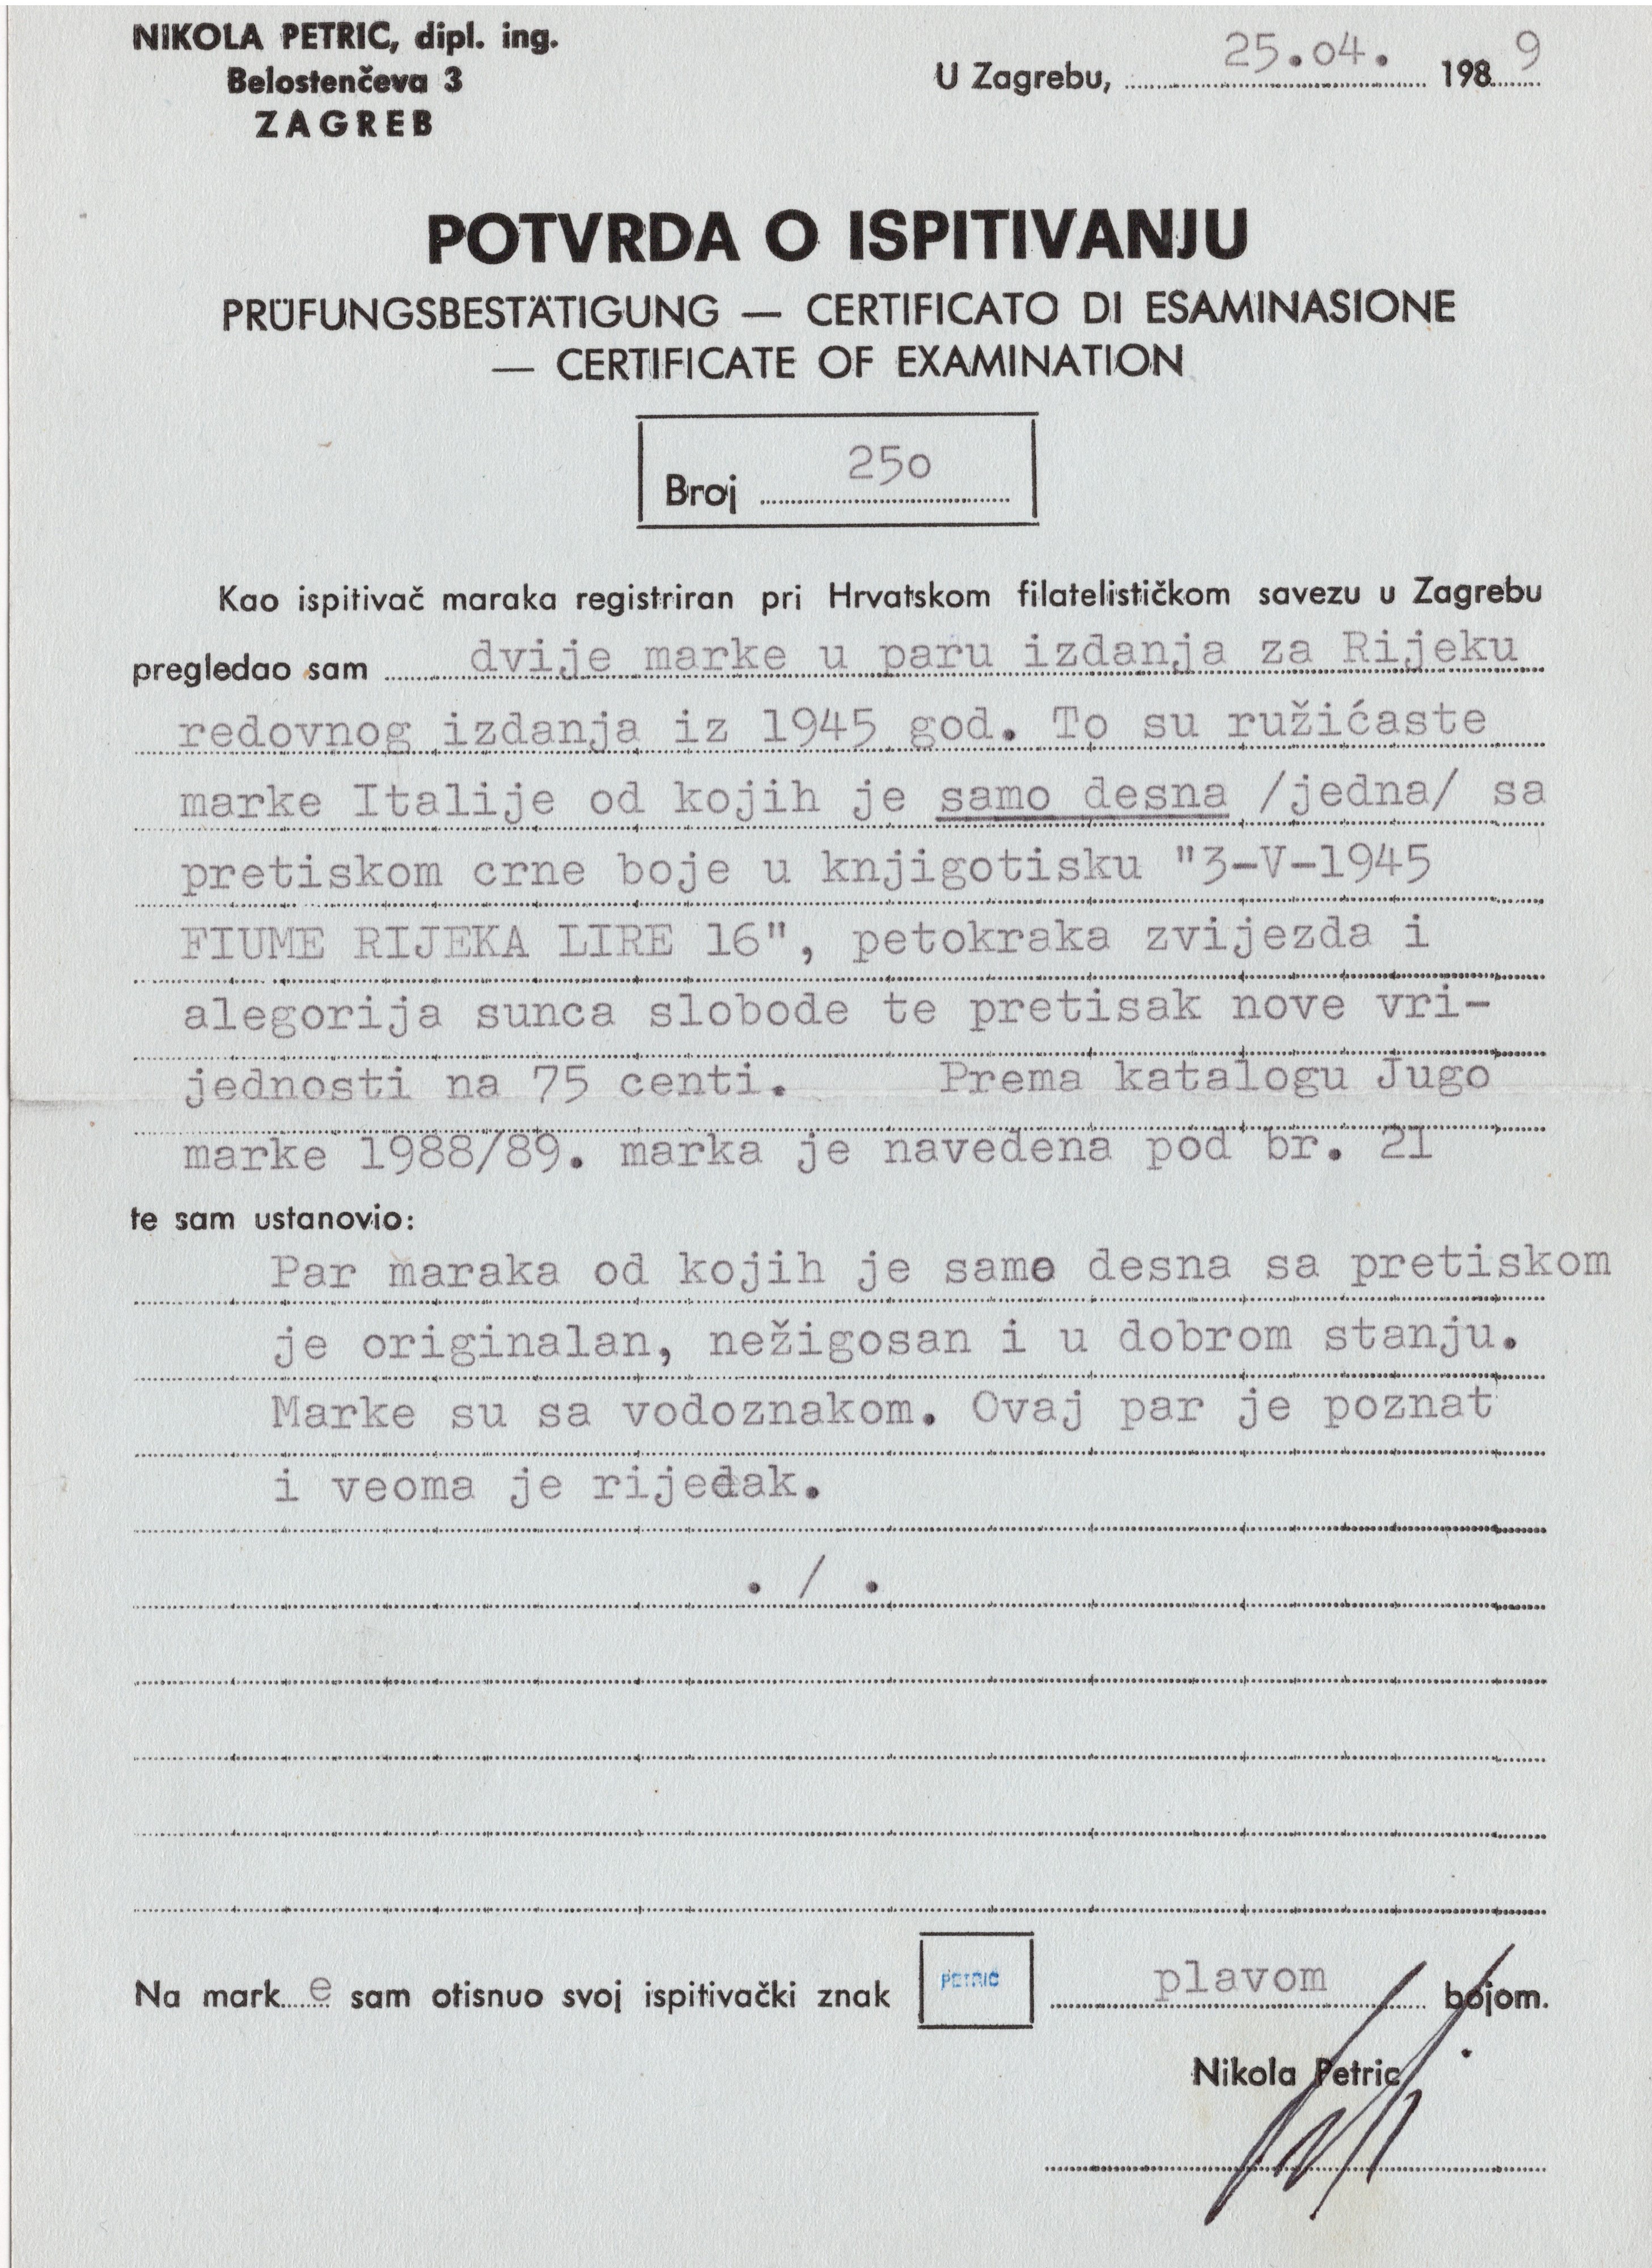 NIKOLA PETRIC, dipl. ing.
Belostenčeva 3
ZAGREB
U Zagrebu, 25.04. 1989
POTVRDA O ISPITIVANJU
PRÜFUNGSBESTÄTIGUNG — CERTIFICATO DI ESAMINASIONE
— CERTIFICATE OF EXAMINATION
Broj 25o
Kao ispitivač maraka registriran pri Hrvatskom filatelističkom savezu u Zagrebu
pregledao sam dvije marke u paru izdanja za Rijeku
redovnog izdanja iz 1945 god. To su ružićaste
marke Italije od kojih je samo desna /jedna/ sa
pretiskom crne boje u knjigotisku "3-V-1945
FIUME RIJEKA LIRE 16", petokraka zvijezda i
alegorija sunca slobode te pretisak nove vri-
jednosti na 75 centi. Prema katalogu Jugo
marke 1988/89. marka je navedena pod br. 21
te sam ustanovio:
Par maraka od kojih je samo desna sa pretiskom
je originalan, nežigosan i u dobrom stanju.
Marke su sa vodoznakom. Ovaj par je poznat
i veoma je rijedak.
. / .
Na marke sam otisnuo svoj ispitivački znak PETRIC plavom bojom.
Nikola Petric